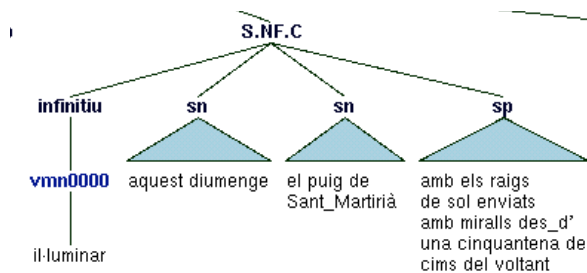 S.NF.C
infinitiu sn sn sp
vmn0000
aquest diumenge
el puig de
Sant_Martirià
amb els raigs
de sol enviats
amb miralls des_d'
una cinquantena de
cims del voltant
il·luminar